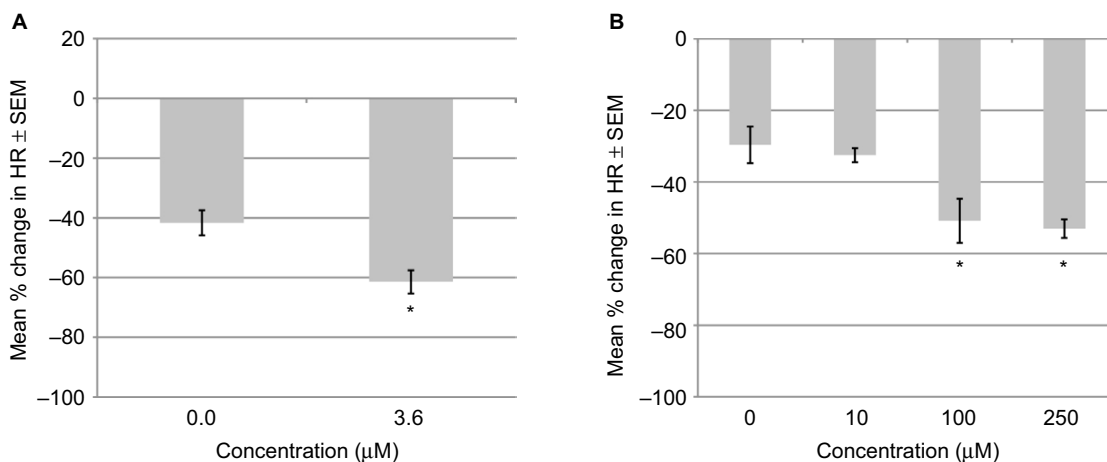 A
20
0
–20
–40
–60
–80
–100
Mean % change in HR ± SEM
*
0.0 3.6
Concentration (µM)
B
0
–20
–40
–60
–80
–100
Mean % change in HR ± SEM
* *
0 10 100 250
Concentration (µM)